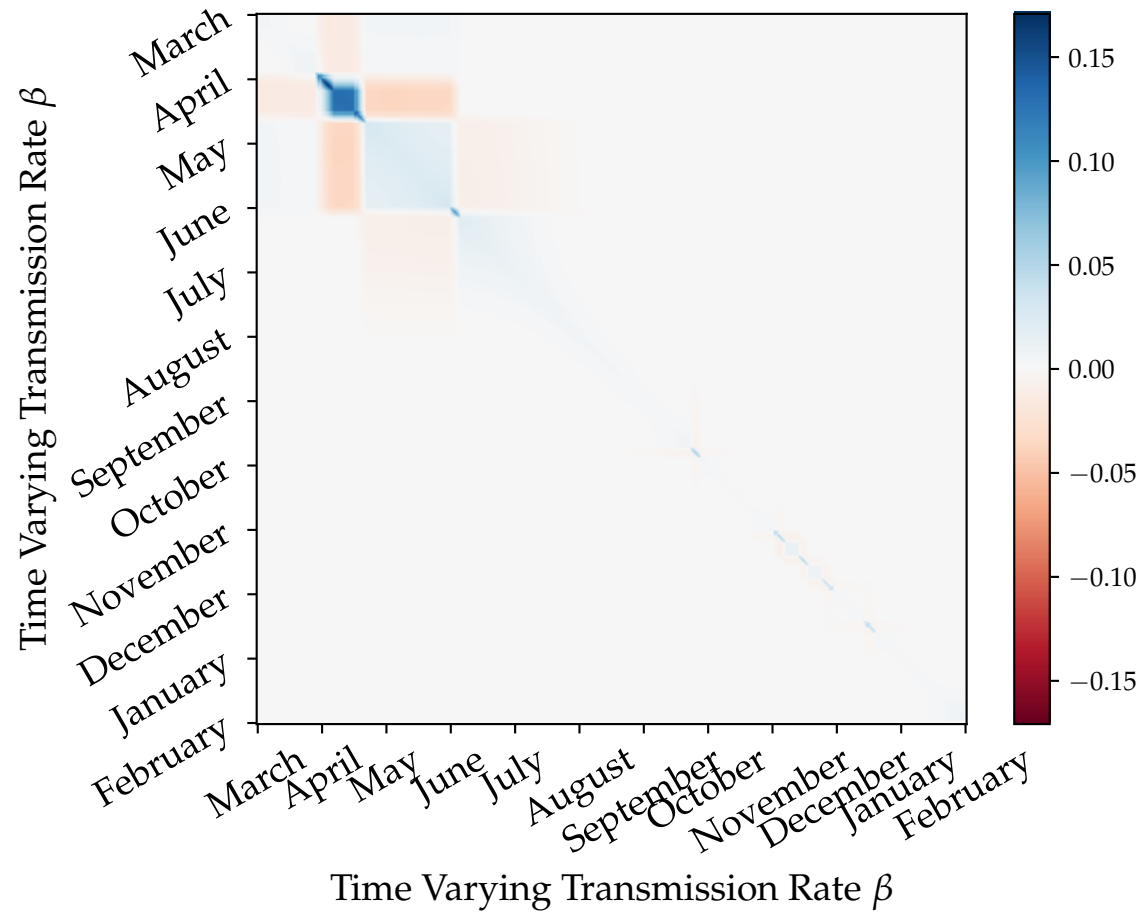 Time Varying Transmission Rate β
March
April
May
June
July
August
September
October
November
December
January
February
March
April
May
June
July
August
September
October
November
December
January
February
Time Varying Transmission Rate β
0.15
0.10
0.05
0.00
−0.05
−0.10
−0.15